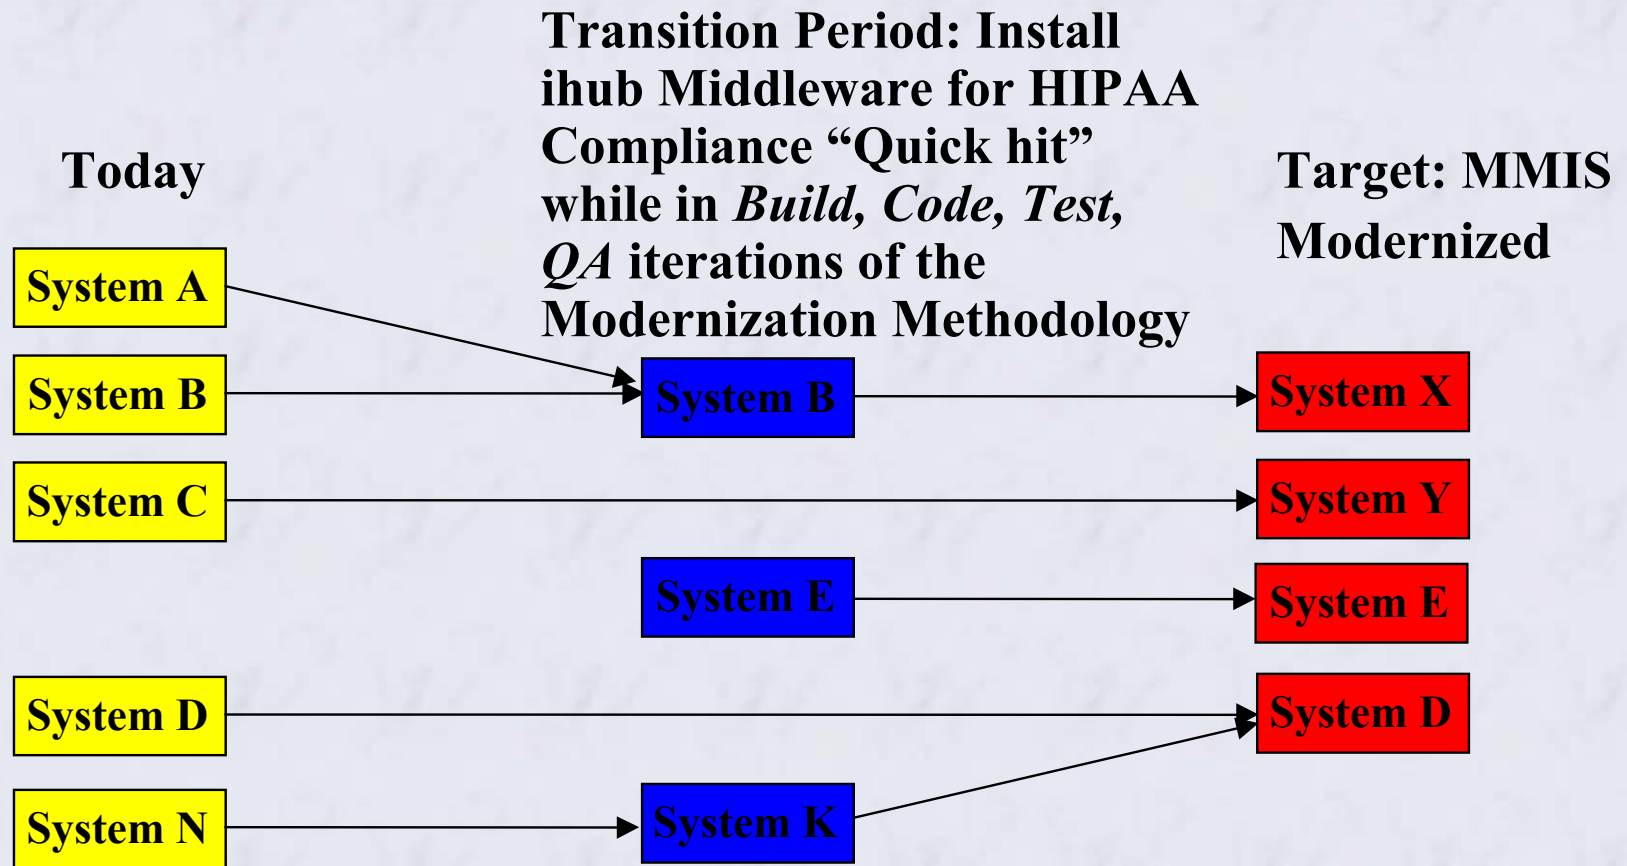 Transition Period: Install
ihub Middleware for HIPAA
Compliance “Quick hit”
while in Build, Code, Test,
QA iterations of the
Modernization Methodology
Today
Target: MMIS
Modernized
System A
System B
System B
System X
System C
System Y
System E
System E
System D
System D
System N
System K